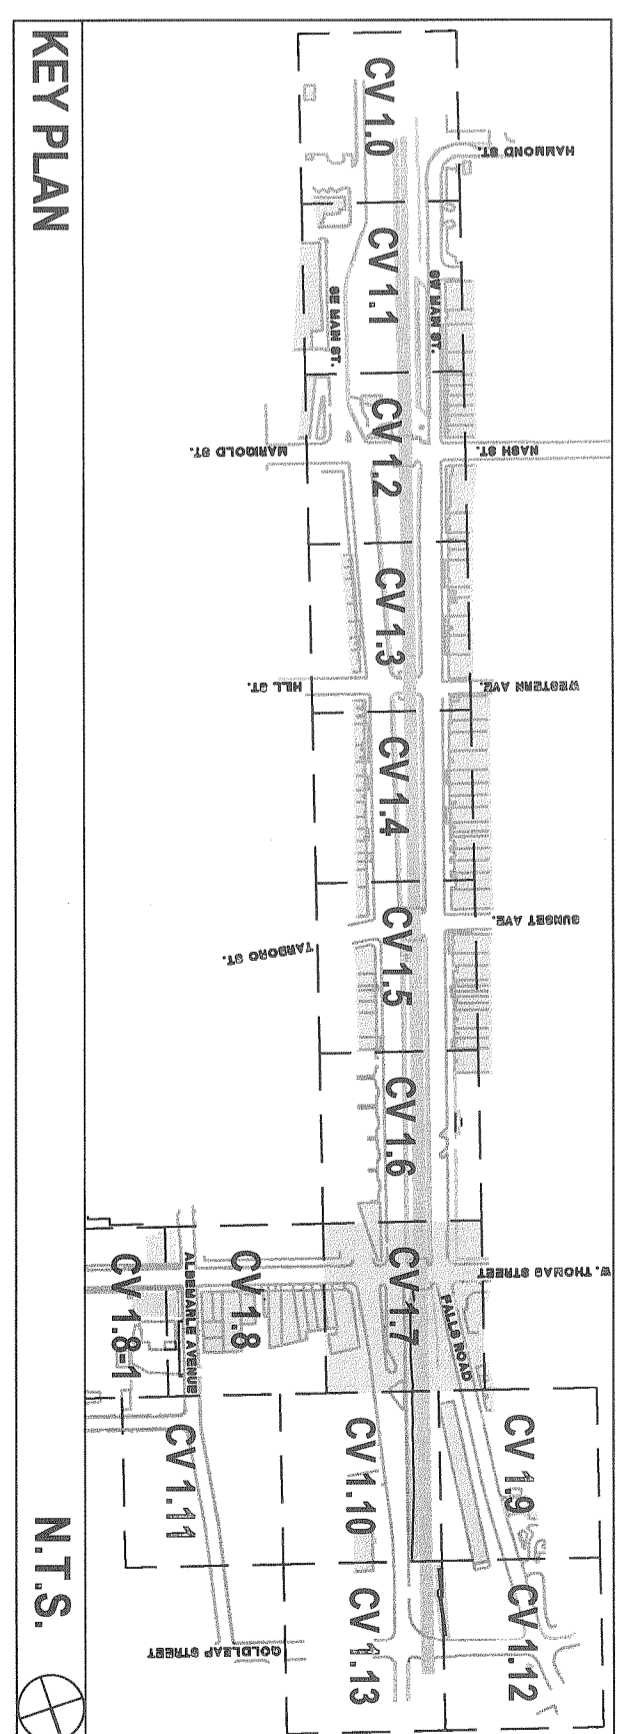 KEY PLAN
N.T.S.
CV 1.0
HAMMOND ST.
CV 1.1
SE MAIN ST.
SW MAIN ST.
CV 1.2
MARIGOLD ST.
NASH ST.
CV 1.3
HILL ST.
WESTERN AVE.
CV 1.4
CV 1.5
TARBORO ST.
SUNSET AVE.
CV 1.6
W. THOMAS STREET
CV 1.7
FALLS ROAD
CV 1.8
ALBEMARLE AVENUE
CV 1.8-1
CV 1.9
CV 1.10
CV 1.11
CV 1.12
CV 1.13
GOLDLEAF STREET